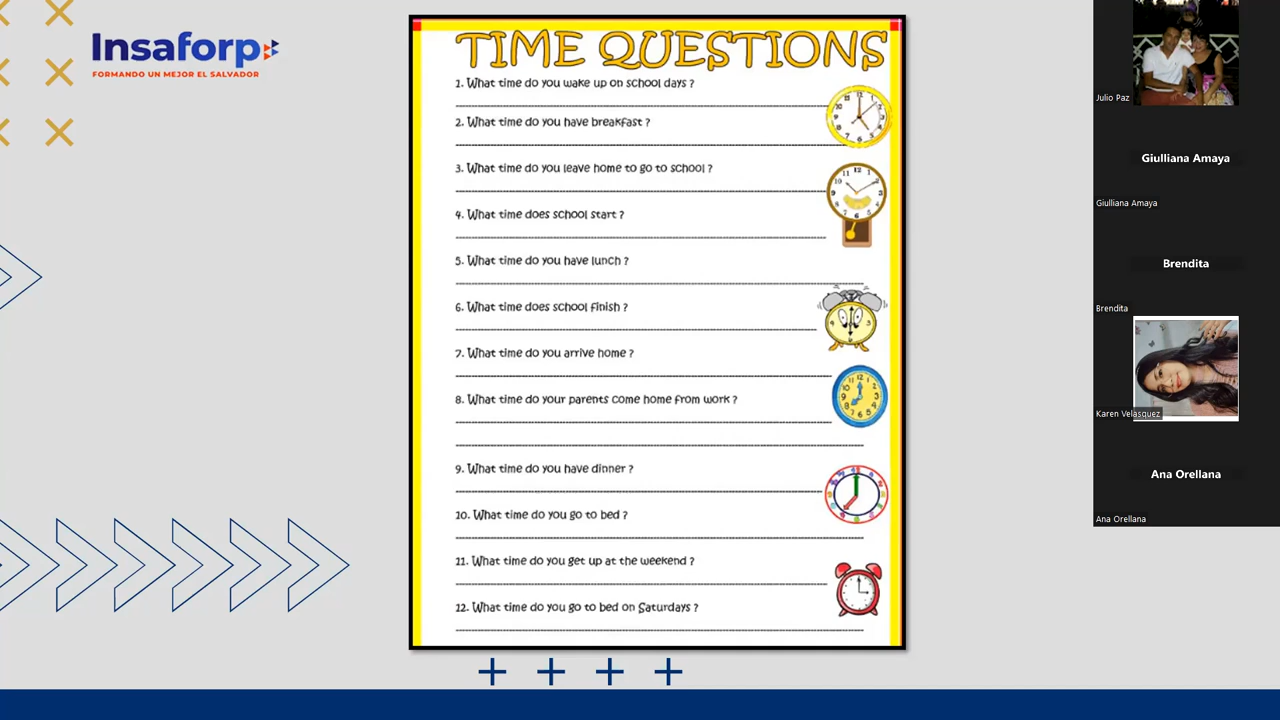 Insaforp
FORMANDO UN MEJOR EL SALVADOR
TIME QUESTIONS
1. What time do you wake up on school days ?
2. What time do you have breakfast ?
3. What time do you leave home to go to school ?
4. What time does school start ?
5. What time do you have lunch ?
6. What time does school finish ?
7. What time do you arrive home ?
8. What time do your parents come home from work ?
9. What time do you have dinner ?
10. What time do you go to bed ?
11. What time do you get up at the weekend ?
12. What time do you go to bed on Saturdays ?
Julio Paz
Giulliana Amaya
Giulliana Amaya
Brendita
Brendita
Karen Velasquez
Ana Orellana
Ana Orellana